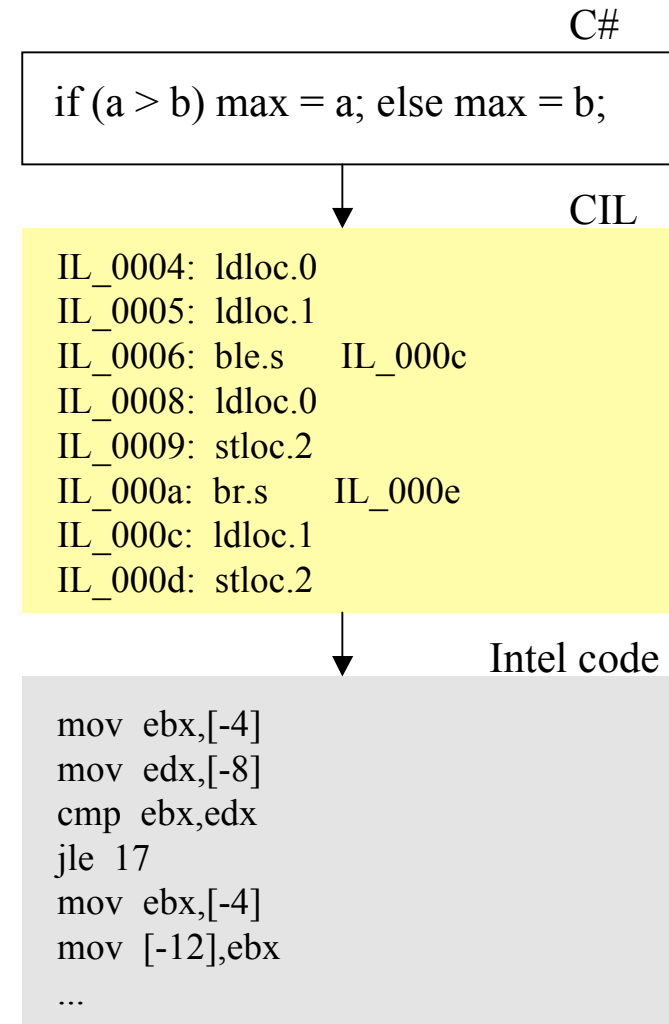 C#
if (a > b) max = a; else max = b;
CIL
IL_0004: ldloc.0
IL_0005: ldloc.1
IL_0006: ble.s IL_000c
IL_0008: ldloc.0
IL_0009: stloc.2
IL_000a: br.s IL_000e
IL_000c: ldloc.1
IL_000d: stloc.2
Intel code
mov ebx,[-4]
mov edx,[-8]
cmp ebx,edx
jle 17
mov ebx,[-4]
mov [-12],ebx
...